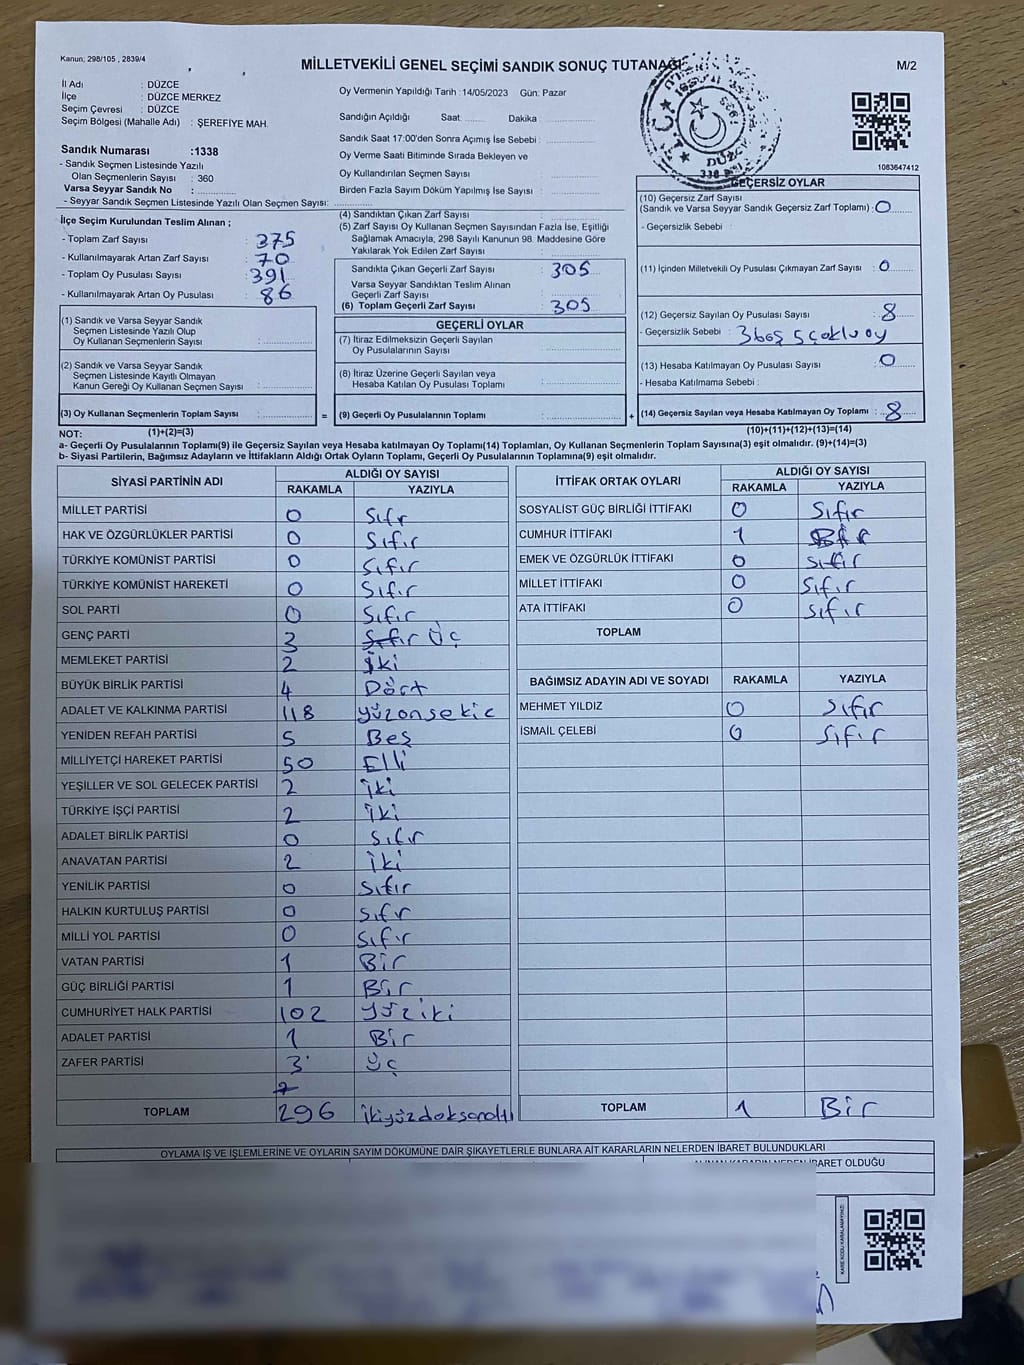 Kanun; 298/105 , 2839/4
MİLLETVEKİLİ GENEL SEÇİMİ SANDIK SONUÇ TUTANAĞI
M/2
İl Adı : DÜZCE
İlçe : DÜZCE MERKEZ
Seçim Çevresi : DÜZCE
Seçim Bölgesi (Mahalle Adı) : ŞEREFİYE MAH.
Sandık Numarası :1338
- Sandık Seçmen Listesinde Yazılı
Olan Seçmenlerin Sayısı : 360
Varsa Seyyar Sandık No :
- Seyyar Sandık Seçmen Listesinde Yazılı Olan Seçmen Sayısı:
Oy Vermenin Yapıldığı Tarih :14/05/2023 Gün: Pazar
Sandığın Açıldığı Saat Dakika :
Sandık Saat 17:00'den Sonra Açımış İse Sebebi :
Oy Verme Saati Bitiminde Sırada Bekleyen ve
Oy Kullandırılan Seçmen Sayısı :
Birden Fazla Sayım Döküm Yapılmış İse Sayısı :
DÜZCE
1083647412
İlçe Seçim Kurulundan Teslim Alınan ;
- Toplam Zarf Sayısı : 375
- Kullanılmayarak Artan Zarf Sayısı : 70
- Toplam Oy Pusulası Sayısı : 391
- Kullanılmayarak Artan Oy Pusulası : 86
(4) Sandıktan Çıkan Zarf Sayısı :
(5) Zarf Sayısı Oy Kullanan Seçmen Sayısından Fazla İse, Eşitliği
Sağlamak Amacıyla, 298 Sayılı Kanunun 98. Maddesine Göre
Yakılarak Yok Edilen Zarf Sayısı :
Sandıkta Çıkan Geçerli Zarf Sayısı : 305
Varsa Seyyar Sandıktan Teslim Alınan
Geçerli Zarf Sayısı :
(6) Toplam Geçerli Zarf Sayısı : 305
GEÇERSİZ OYLAR
(10) Geçersiz Zarf Sayısı
(Sandık ve Varsa Seyyar Sandık Geçersiz Zarf Toplamı) : 0
- Geçersizlik Sebebi :
(11) İçinden Milletvekili Oy Pusulası Çıkmayan Zarf Sayısı : 0
(12) Geçersiz Sayılan Oy Pusulası Sayısı : 8
- Geçersizlik Sebebi : 3boş 5çoklu oy
(13) Hesaba Katılmayan Oy Pusulası Sayısı : 0
- Hesaba Katılmama Sebebi :
(14) Geçersiz Sayılan veya Hesaba Katılmayan Oy Toplamı : 8
(1) Sandık ve Varsa Seyyar Sandık
Seçmen Listesinde Yazılı Olup
Oy Kullanan Seçmenlerin Sayısı :
(2) Sandık ve Varsa Seyyar Sandık
Seçmen Listesinde Kayıtlı Olmayan
Kanun Gereği Oy Kullanan Seçmen Sayısı :
(3) Oy Kullanan Seçmenlerin Toplam Sayısı : =
GEÇERLİ OYLAR
(7) İtiraz Edilmeksizin Geçerli Sayılan
Oy Pusulalarının Sayısı :
(8) İtiraz Üzerine Geçerli Sayılan veya
Hesaba Katılan Oy Pusulası Toplamı :
(9) Geçerli Oy Pusulalarının Toplamı : +
NOT: (1)+(2)=(3) (10)+(11)+(12)+(13)=(14)
a- Geçerli Oy Pusulalarının Toplamı(9) ile Geçersiz Sayılan veya Hesaba katılmayan Oy Toplamı(14) Toplamları, Oy Kullanan Seçmenlerin Toplam Sayısına(3) eşit olmalıdır. (9)+(14)=(3)
b- Siyasi Partilerin, Bağımsız Adayların ve İttifakların Aldığı Ortak Oyların Toplamı, Geçerli Oy Pusulalarının Toplamına(9) eşit olmalıdır.
SİYASİ PARTİNİN ADI ALDIĞI OY SAYISI
RAKAMLA YAZIYLA
MİLLET PARTİSİ 0 Sıfr
HAK VE ÖZGÜRLÜKLER PARTİSİ 0 Sıfır
TÜRKİYE KOMÜNİST PARTİSİ 0 Sıfır
TÜRKİYE KOMÜNİST HAREKETİ 0 Sıfır
SOL PARTİ 0 Sıfır
GENÇ PARTİ 3 Sıfır Üç
MEMLEKET PARTİSİ 2 İki
BÜYÜK BİRLİK PARTİSİ 4 Dört
ADALET VE KALKINMA PARTİSİ 118 yüzonsekiz
YENİDEN REFAH PARTİSİ 5 Beş
MİLLİYETÇİ HAREKET PARTİSİ 50 Elli
YEŞİLLER VE SOL GELECEK PARTİSİ 2 iki
TÜRKİYE İŞÇİ PARTİSİ 2 iki
ADALET BİRLİK PARTİSİ 0 Sıfır
ANAVATAN PARTİSİ 2 iki
YENİLİK PARTİSİ 0 Sıfır
HALKIN KURTULUŞ PARTİSİ 0 Sıfır
MİLLİ YOL PARTİSİ 0 Sıfır
VATAN PARTİSİ 1 Bir
GÜÇ BİRLİĞİ PARTİSİ 1 Bir
CUMHURİYET HALK PARTİSİ 102 yüziki
ADALET PARTİSİ 1 Bir
ZAFER PARTİSİ 3 Üç
TOPLAM 296 ikiyüzdoksanaltı
İTTİFAK ORTAK OYLARI ALDIĞI OY SAYISI
RAKAMLA YAZIYLA
SOSYALİST GÜÇ BİRLİĞİ İTTİFAKI 0 Sıfır
CUMHUR İTTİFAKI 1 Bir
EMEK VE ÖZGÜRLÜK İTTİFAKI 0 Sıfır
MİLLET İTTİFAKI 0 Sıfır
ATA İTTİFAKI 0 Sıfır
TOPLAM
BAĞIMSIZ ADAYIN ADI VE SOYADI RAKAMLA YAZIYLA
MEHMET YILDIZ 0 Sıfır
İSMAİL ÇELEBİ 0 Sıfır
TOPLAM 1 Bir
OYLAMA İŞ VE İŞLEMLERİNE VE OYLARIN SAYIM DÖKÜMÜNE DAİR ŞİKAYETLERLE BUNLARA AİT KARARLARIN NELERDEN İBARET BULUNDUKLARI
İBARET OLDUĞU